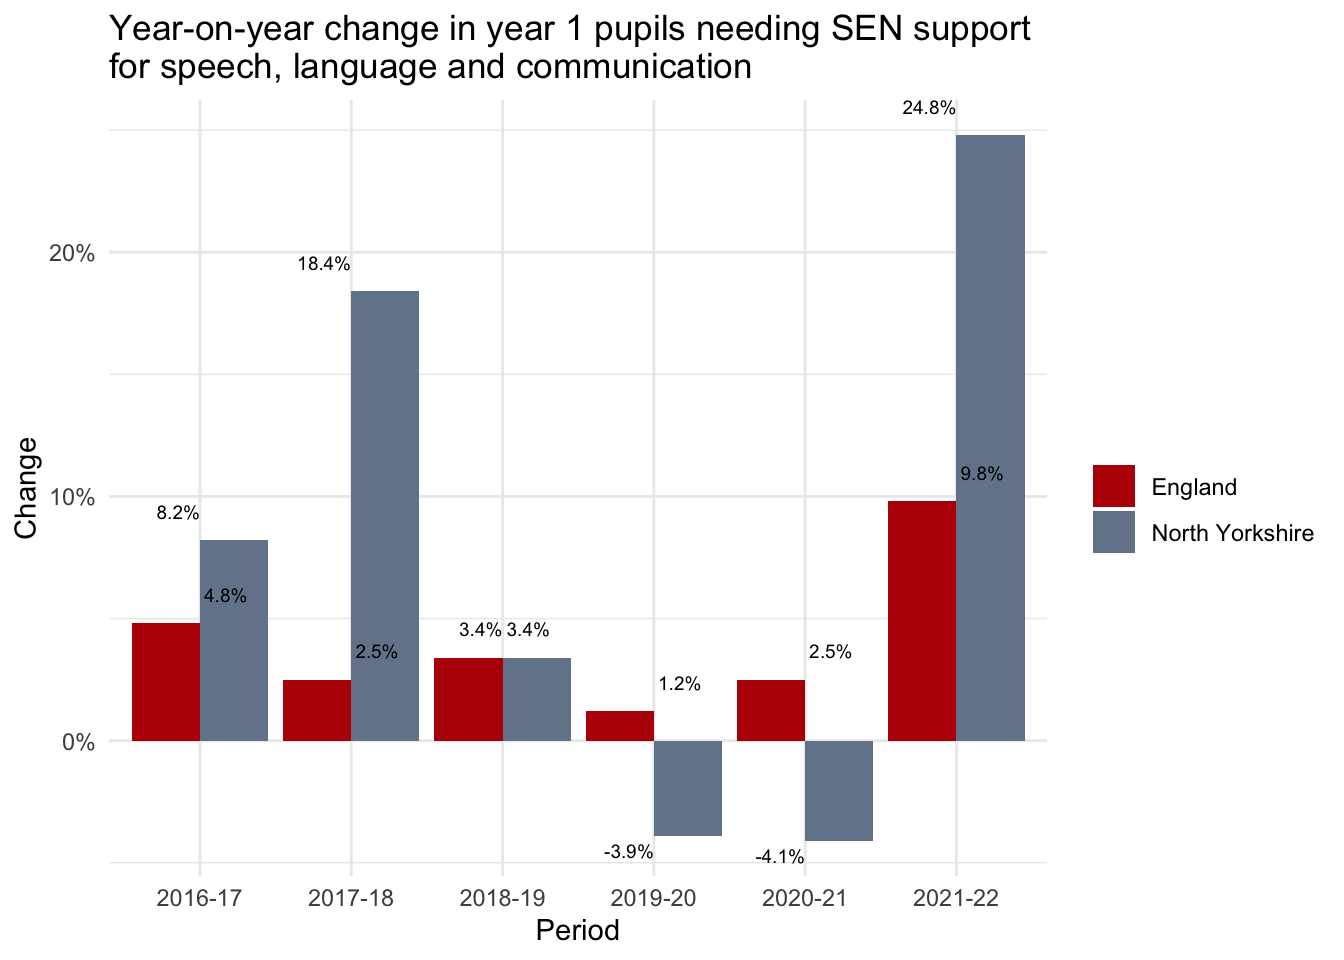 Year-on-year change in year 1 pupils needing SEN support
for speech, language and communication
24.8%
20%
18.4%
9.8%
10%
8.2%
4.8%
3.4% 3.4%
2.5%
2.5%
1.2%
0%
-3.9%
-4.1%
Change
2016-17 2017-18 2018-19 2019-20 2020-21 2021-22
Period
England
North Yorkshire